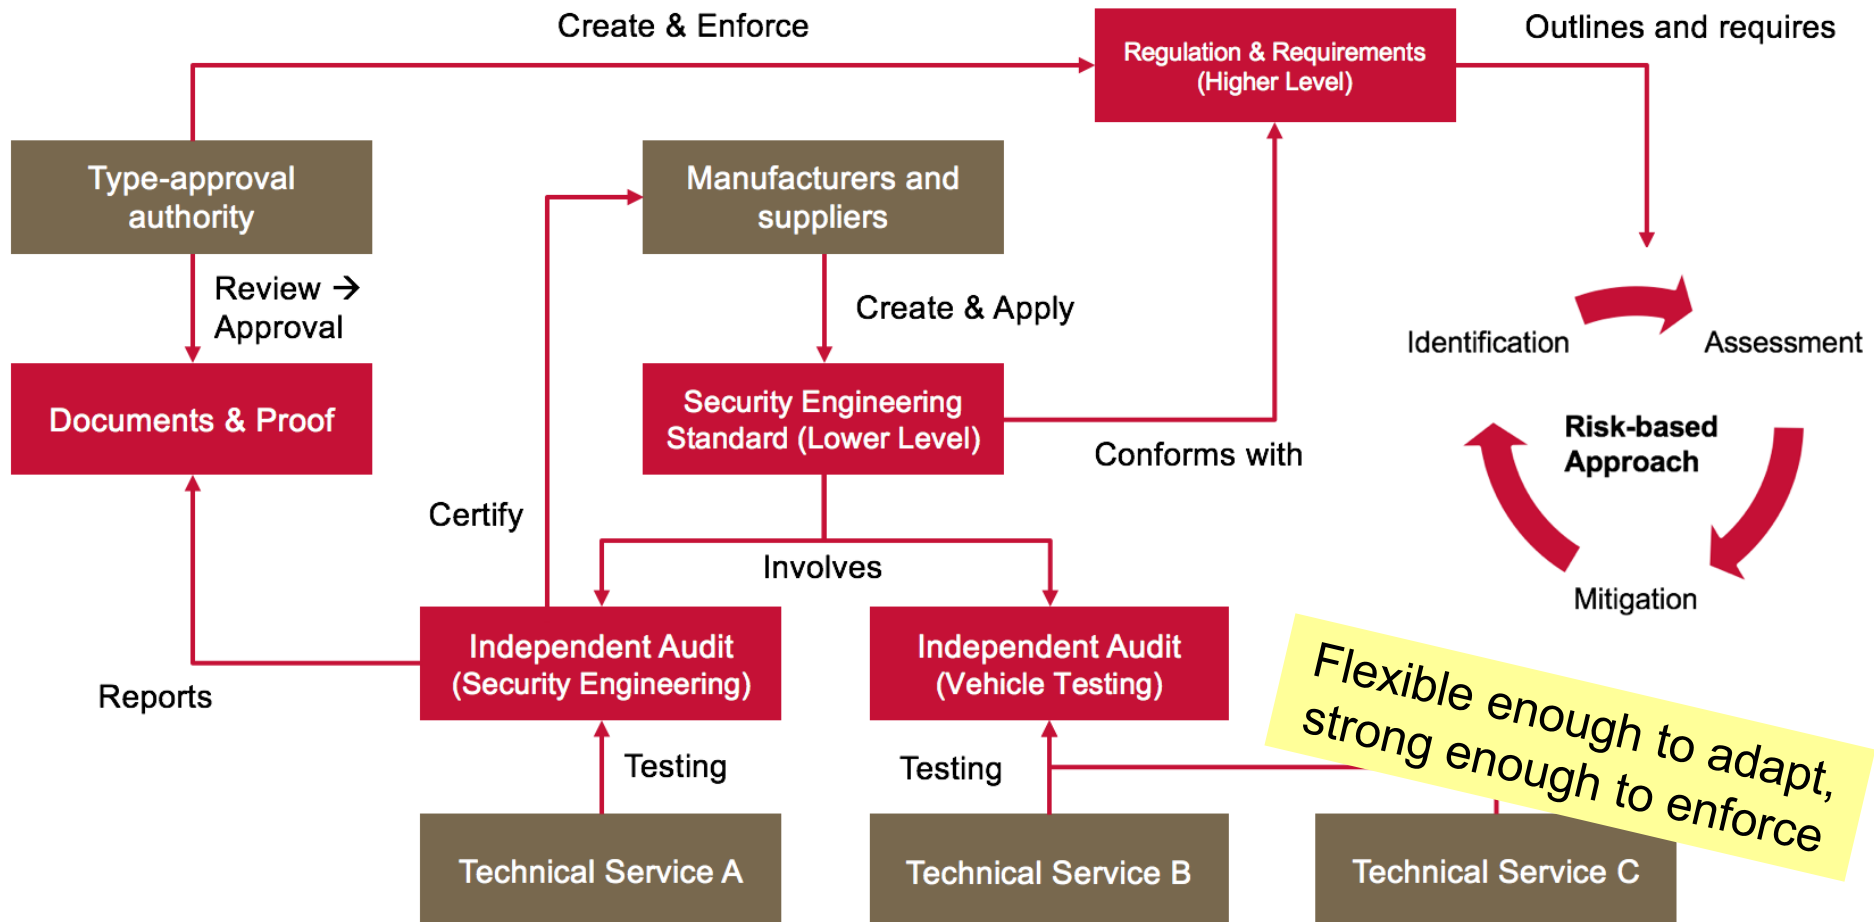 Create & Enforce
Regulation & Requirements
(Higher Level)
Outlines and requires
Type-approval
authority
Manufacturers and
suppliers
Review →
Approval
Create & Apply
Identification
Assessment
Documents & Proof
Security Engineering
Standard (Lower Level)
Conforms with
Risk-based
Approach
Certify
Involves
Mitigation
Independent Audit
(Security Engineering)
Independent Audit
(Vehicle Testing)
Reports
Flexible enough to adapt,
strong enough to enforce
Testing
Testing
Technical Service A
Technical Service B
Technical Service C